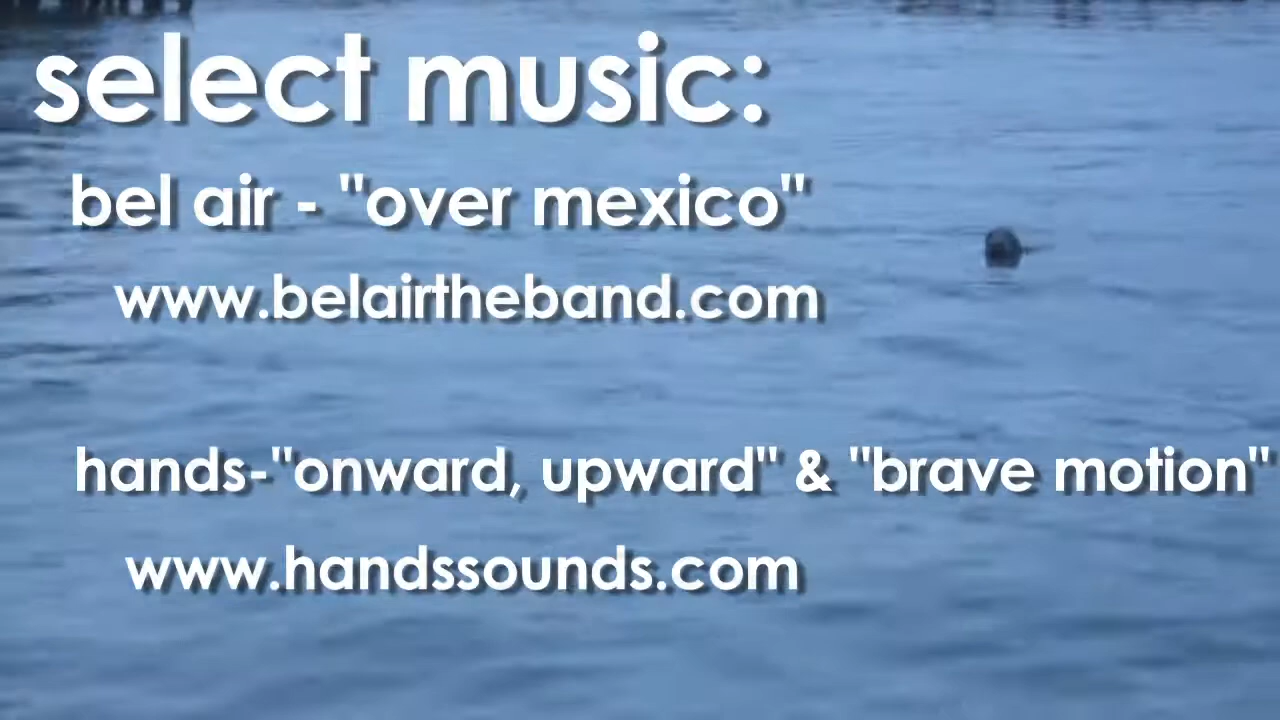 select music:
bel air - "over mexico"
www.belairtheband.com
hands-"onward, upward" & "brave motion"
www.handssounds.com